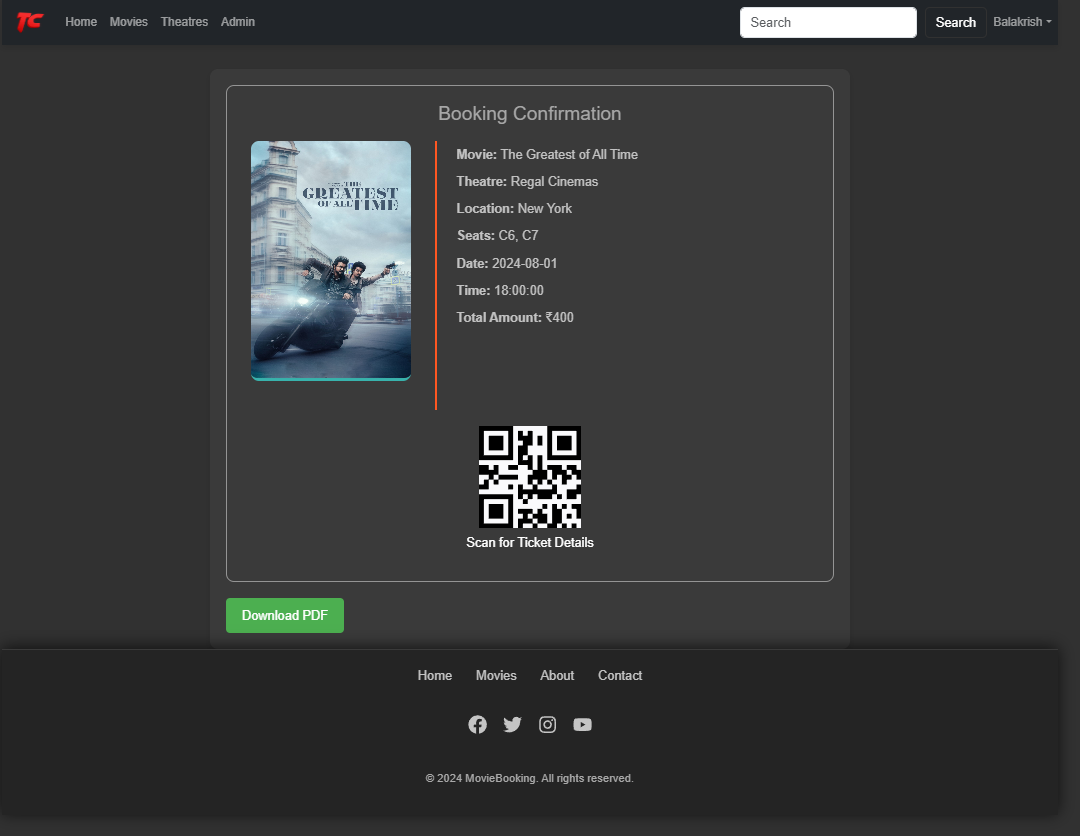 TC Home Movies Theatres Admin Search Search Balakrish
Booking Confirmation
THE
GREATEST
OF ALL TIME
Movie: The Greatest of All Time
Theatre: Regal Cinemas
Location: New York
Seats: C6, C7
Date: 2024-08-01
Time: 18:00:00
Total Amount: ₹400
Scan for Ticket Details
Download PDF
Home Movies About Contact
© 2024 MovieBooking. All rights reserved.